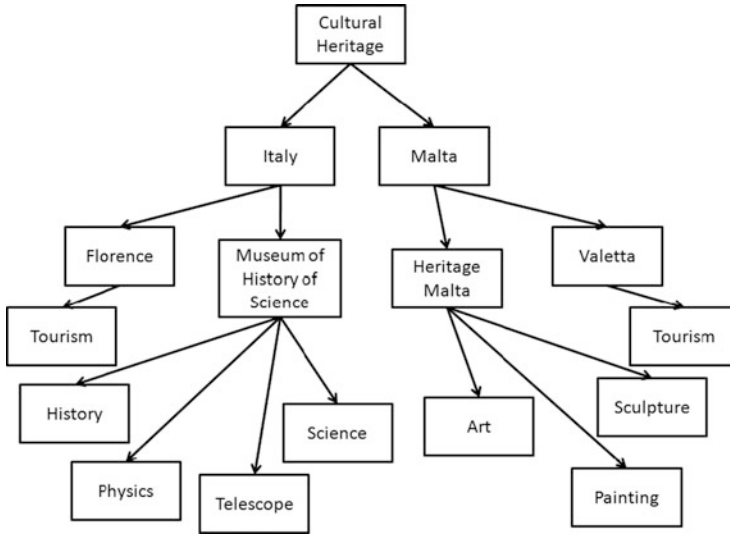 Cultural
Heritage
Italy
Malta
Florence
Museum of
History of
Science
Heritage
Malta
Valetta
Tourism
Tourism
History
Science
Art
Sculpture
Physics
Telescope
Painting